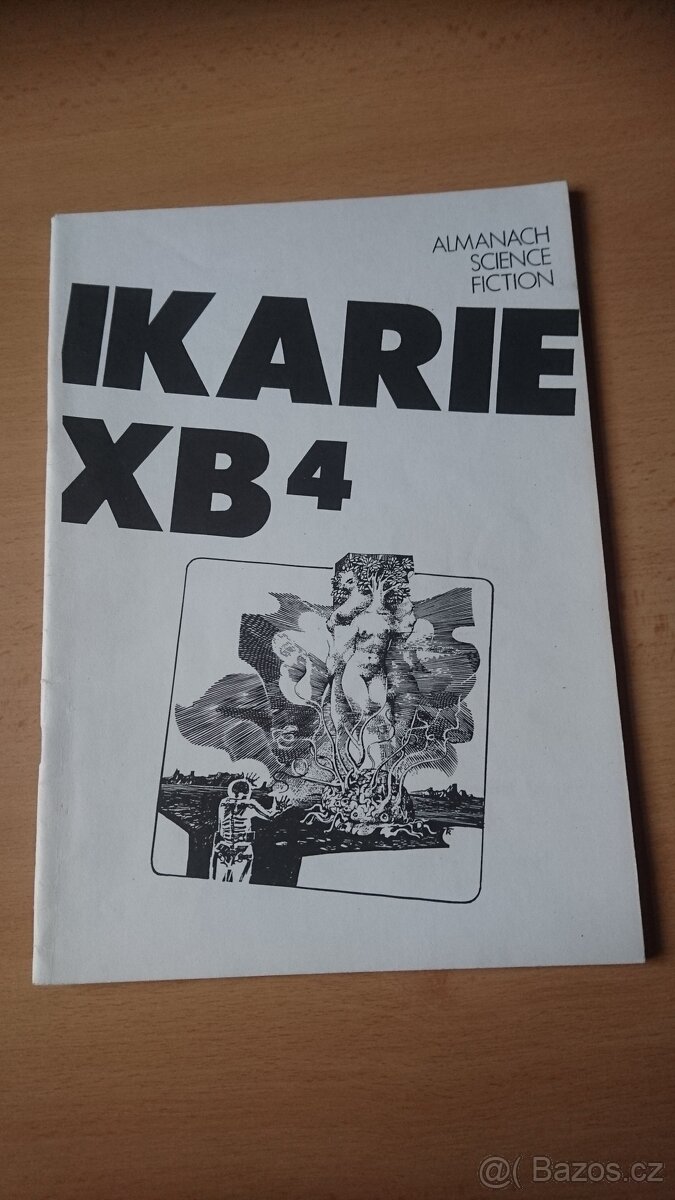 ALMANACH
SCIENCE
FICTION
IKARIE
XB4
@( Bazos.cz